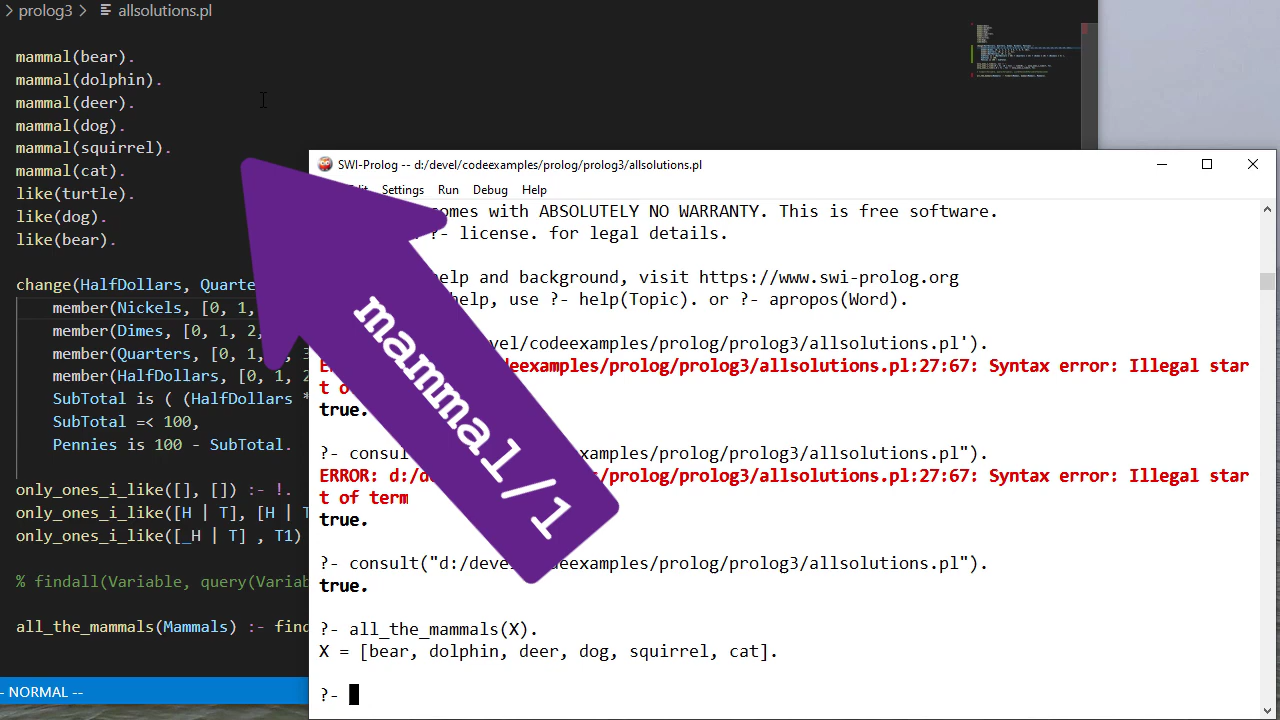 prolog3 allsolutions.pl
mammal(bear).
mammal(dolphin).
mammal(deer).
mammal(dog).
mammal(squirrel).
mammal(cat).
like(turtle).
like(dog).
like(bear).
change(HalfDollars, Quarte
member(Nickels, [0, 1,
member(Dimes, [0, 1, 2,
member(Quarters, [0, 1, 3
member(HalfDollars, [0, 1, 2
SubTotal is ( (HalfDollars *
SubTotal =< 100,
Pennies is 100 - SubTotal.
only_ones_i_like([], []) :- !.
only_ones_i_like([H | T], [H | T
only_ones_i_like([_H | T] , T1)
% findall(Variable, query(Variab
all_the_mammals(Mammals) :- find
- NORMAL --
mammal/1
SWI-Prolog -- d:/devel/codeexamples/prolog/prolog3/allsolutions.pl
Settings Run Debug Help
omes with ABSOLUTELY NO WARRANTY. This is free software.
?- license. for legal details.
elp and background, visit https://www.swi-prolog.org
help, use ?- help(Topic). or ?- apropos(Word).
vel/codeexamples/prolog/prolog3/allsolutions.pl').
examples/prolog/prolog3/allsolutions.pl:27:67: Syntax error: Illegal star
t o
true.
?- consult eexamples/prolog/prolog3/allsolutions.pl").
ERROR: d:/de /prolog/prolog3/allsolutions.pl:27:67: Syntax error: Illegal star
t of term
true.
?- consult("d:/devel/codeexamples/prolog/prolog3/allsolutions.pl").
true.
?- all_the_mammals(X).
X = [bear, dolphin, deer, dog, squirrel, cat].
?-